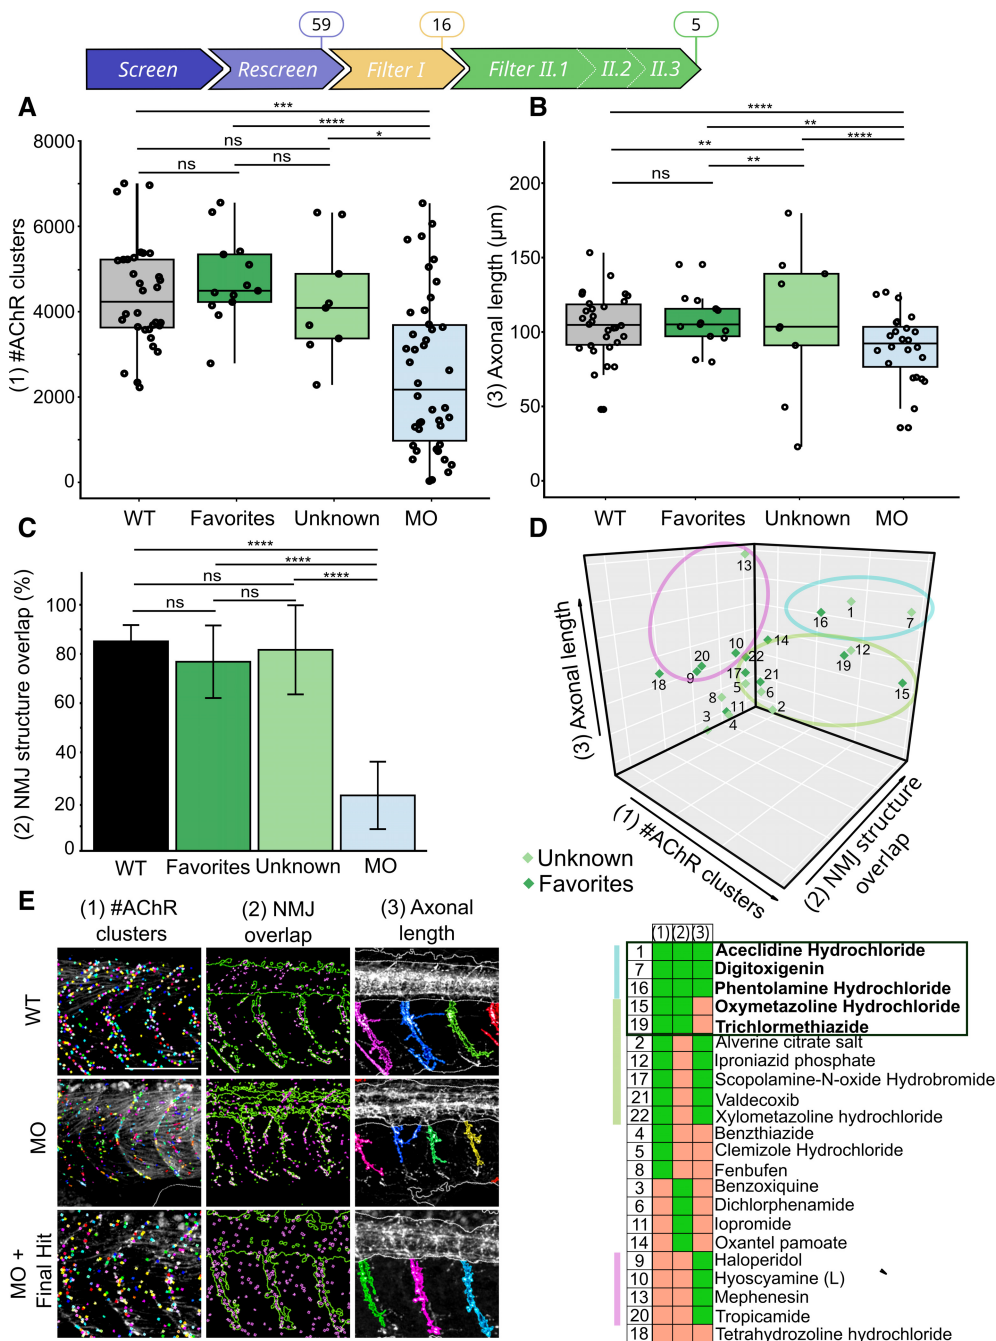 59
16
5
Screen
Rescreen
Filter I
Filter II.1
II.2
II.3
A
***
****
*
ns
ns
ns
(1) #AChR clusters
8000
6000
4000
2000
0
WT
Favorites
Unknown
MO
B
****
**
****
**
**
ns
(3) Axonal length (µm)
200
150
100
50
0
WT
Favorites
Unknown
MO
C
****
****
ns
****
ns
ns
(2) NMJ structure overlap (%)
100
80
60
40
20
0
WT
Favorites
Unknown
MO
D
(3) Axonal length
(1) #AChR clusters
(2) NMJ structure
overlap
13
1
16
7
14
10
12
20
22
19
9
17
21
18
5
6
15
8
11
2
3
4
Unknown
Favorites
E
(1) #AChR
clusters
(2) NMJ
overlap
(3) Axonal
length
WT
MO
MO +
Final Hit
(1) (2) (3)
1 Aceclidine Hydrochloride
7 Digitoxigenin
16 Phentolamine Hydrochloride
15 Oxymetazoline Hydrochloride
19 Trichlormethiazide
2 Alverine citrate salt
12 Iproniazid phosphate
17 Scopolamine-N-oxide Hydrobromide
21 Valdecoxib
22 Xylometazoline hydrochloride
4 Benzthiazide
5 Clemizole Hydrochloride
8 Fenbufen
3 Benzoxiquine
6 Dichlorphenamide
11 Iopromide
14 Oxantel pamoate
9 Haloperidol
10 Hyoscyamine (L)
13 Mephenesin
20 Tropicamide
18 Tetrahydrozoline hydrochloride